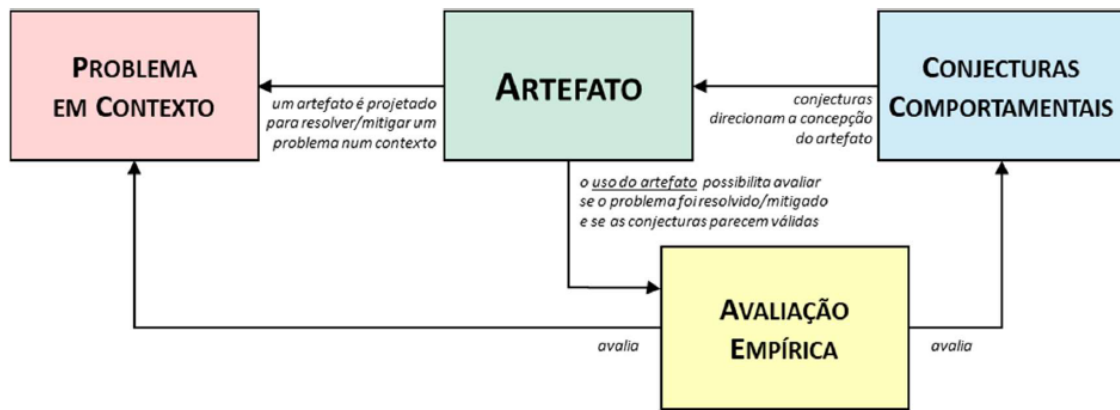 PROBLEMA
EM CONTEXTO
um artefato é projetado
para resolver/mitigar um
problema num contexto
ARTEFATO
conjecturas
direcionam a concepção
do artefato
CONJECTURAS
COMPORTAMENTAIS
o uso do artefato possibilita avaliar
se o problema foi resolvido/mitigado
e se as conjecturas parecem válidas
avalia
AVALIAÇÃO
EMPÍRICA
avalia